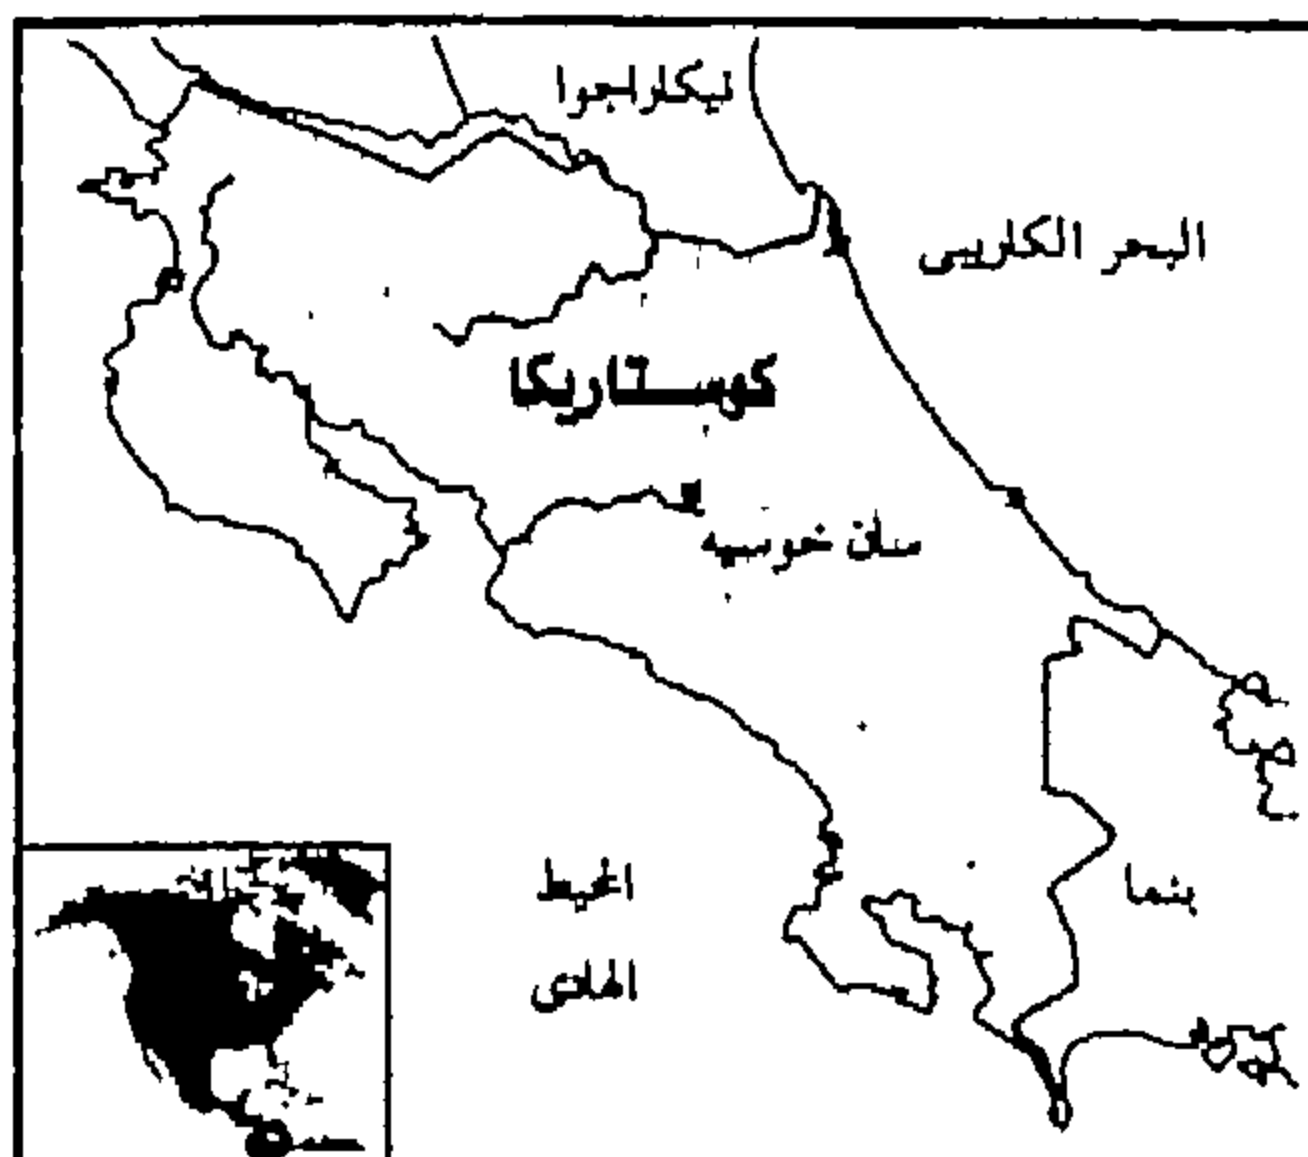 نيكاراجوا
البحر الكاريبى
كوستاريكا
سان خوسيه
المحيط
الهادى
بنما